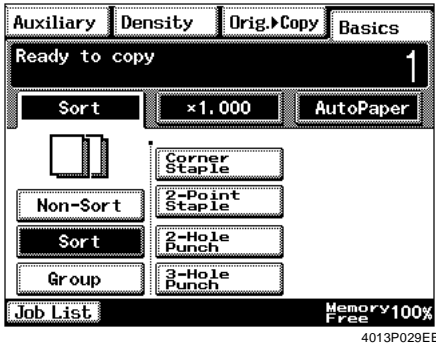 Auxiliary Density Orig.▶Copy Basics
Ready to copy 1
Sort ×1.000 AutoPaper
Corner
Staple
Non-Sort
2-Point
Staple
Sort
2-Hole
Punch
Group
3-Hole
Punch
Job List
Memory
Free 100%
4013P029EE